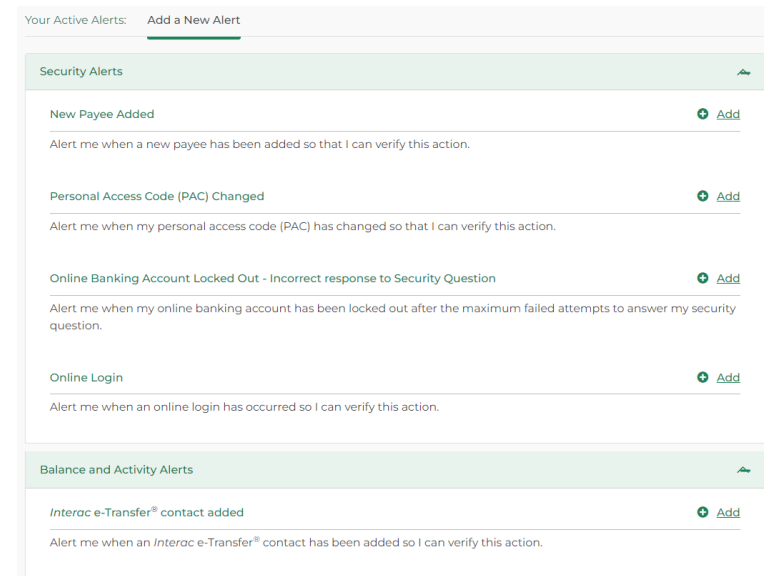 Your Active Alerts: Add a New Alert
Security Alerts
New Payee Added Add
Alert me when a new payee has been added so that I can verify this action.
Personal Access Code (PAC) Changed Add
Alert me when my personal access code (PAC) has changed so that I can verify this action.
Online Banking Account Locked Out - Incorrect response to Security Question Add
Alert me when my online banking account has been locked out after the maximum failed attempts to answer my security
question.
Online Login Add
Alert me when an online login has occurred so I can verify this action.
Balance and Activity Alerts
Interac e-Transfer® contact added Add
Alert me when an Interac e-Transfer® contact has been added so I can verify this action.